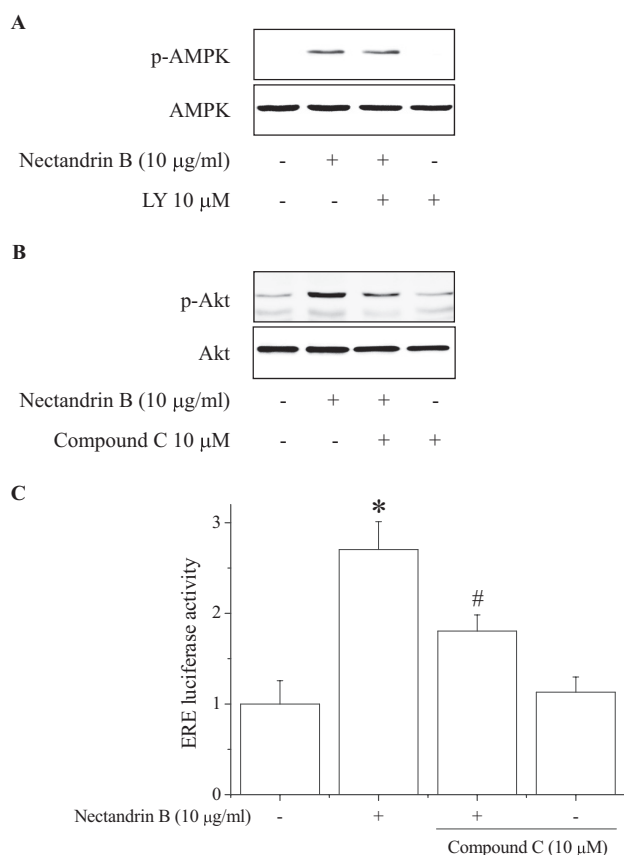 A
p-AMPK
AMPK
Nectandrin B (10 µg/ml) - + + -
LY 10 µM - - + +
B
p-Akt
Akt
Nectandrin B (10 µg/ml) - + + -
Compound C 10 µM - - + +
C
ERE luciferase activity
3
2
1
0
*
#
Nectandrin B (10 µg/ml) - + + -
Compound C (10 µM)